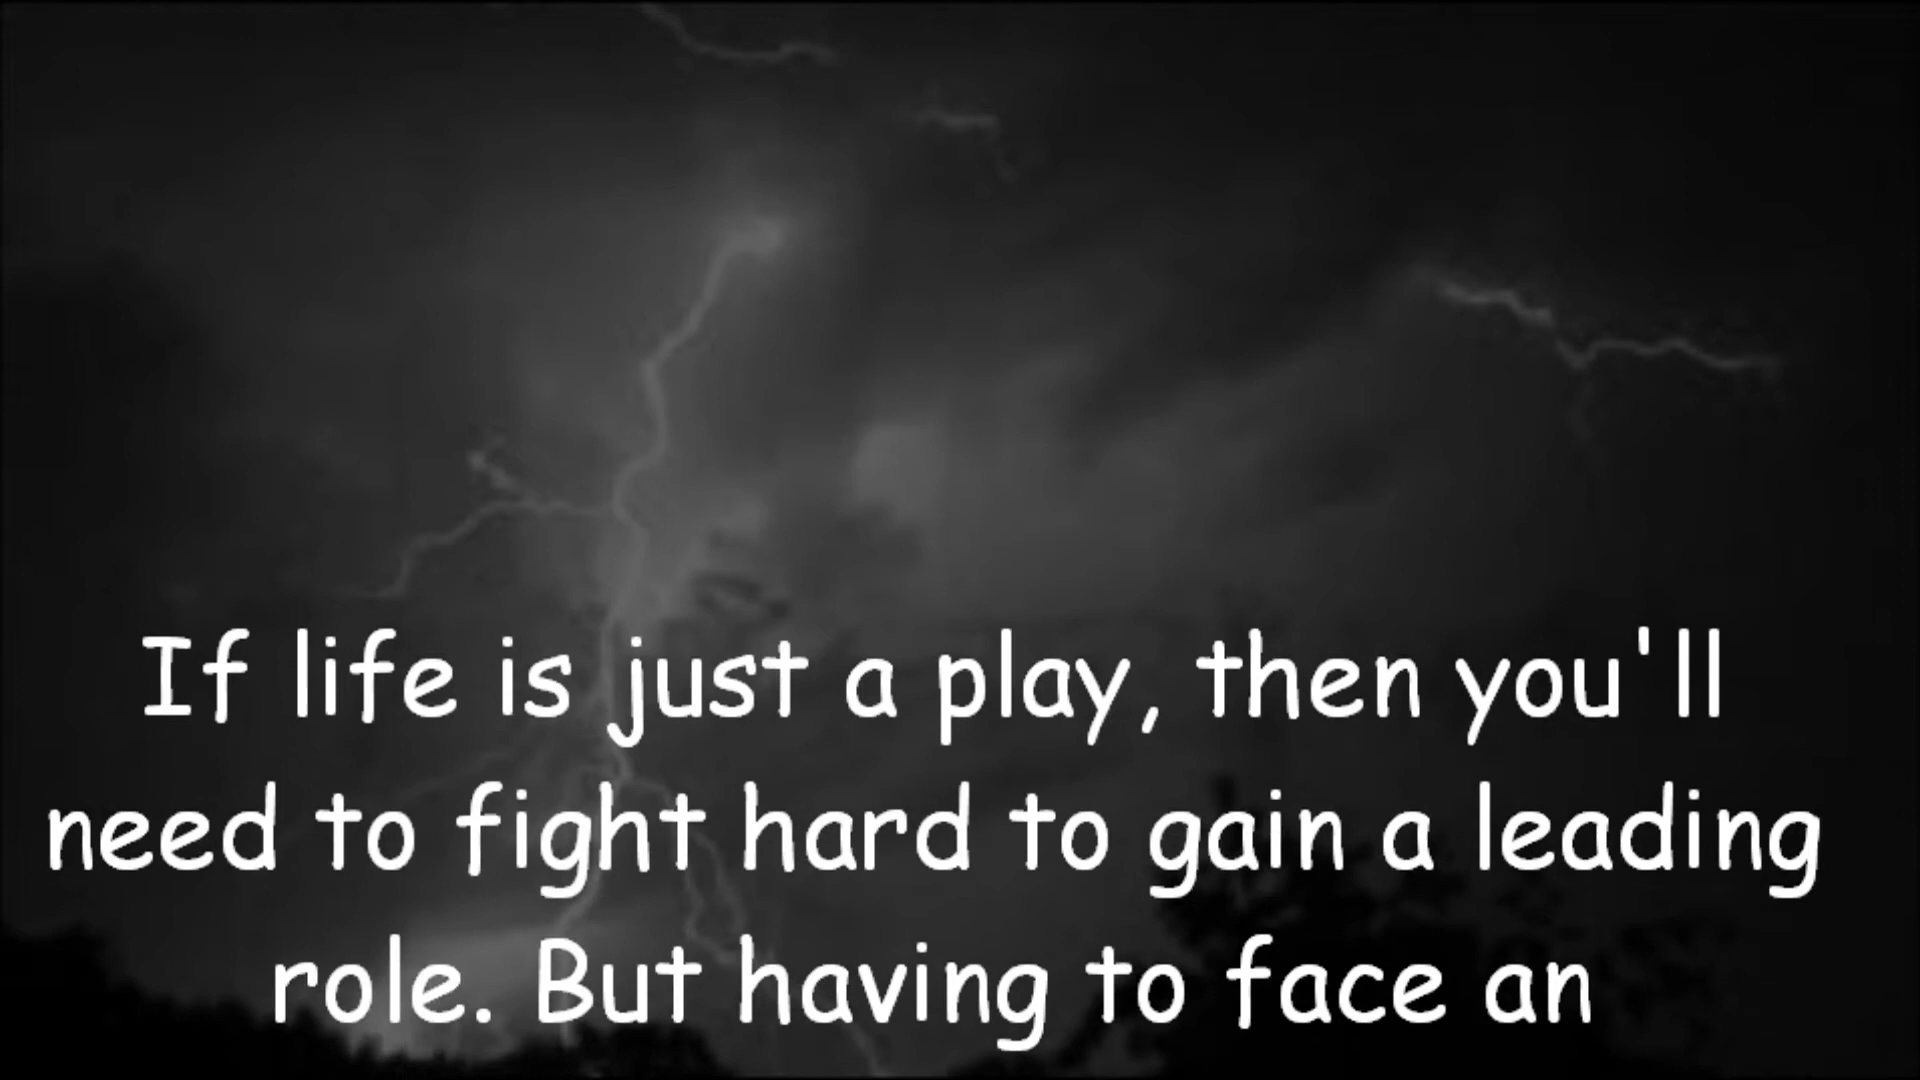 If life is just a play, then you'll
need to fight hard to gain a leading
role. But having to face an